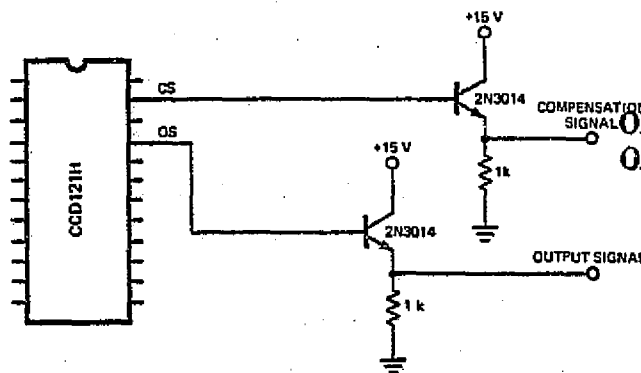 +15 V
CS
2N3014
COMPENSATION
SIGNAL
OS
1k
+15 V
CCD121H
2N3014
OUTPUT SIGNAL
1 k